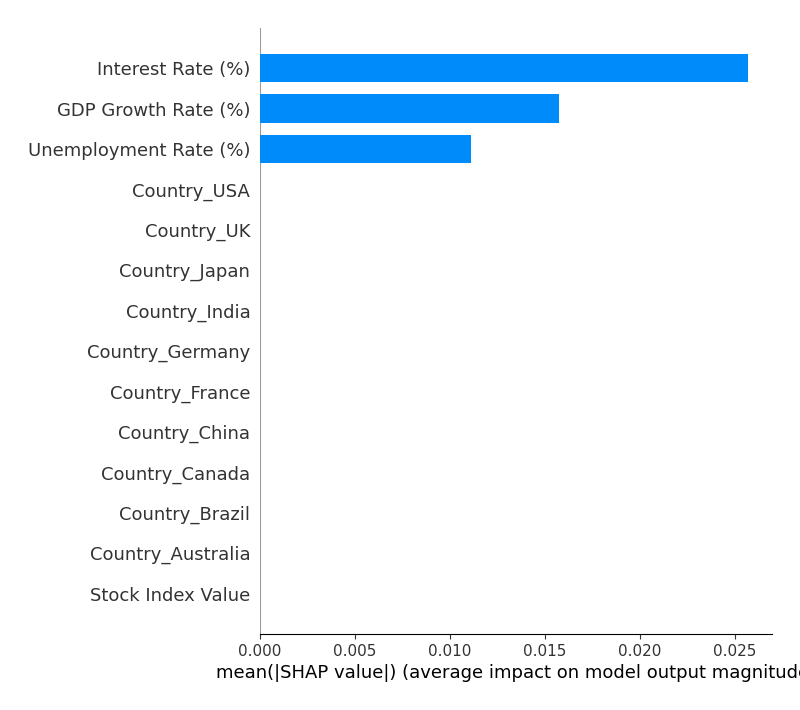 Interest Rate (%)
GDP Growth Rate (%)
Unemployment Rate (%)
Country_USA
Country_UK
Country_Japan
Country_India
Country_Germany
Country_France
Country_China
Country_Canada
Country_Brazil
Country_Australia
Stock Index Value
0.000 0.005 0.010 0.015 0.020 0.025
mean(|SHAP value|) (average impact on model output magnitude